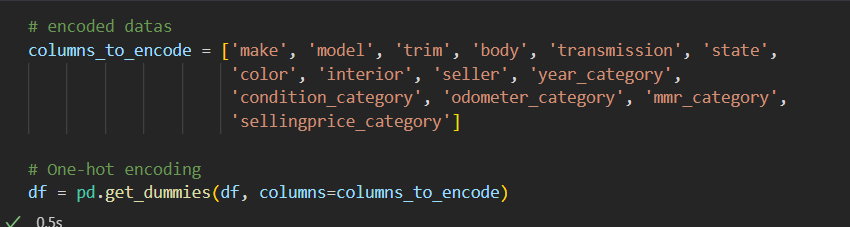 # encoded datas
columns_to_encode = ['make', 'model', 'trim', 'body', 'transmission', 'state',
'color', 'interior', 'seller', 'year_category',
'condition_category', 'odometer_category', 'mmr_category',
'sellingprice_category']
# One-hot encoding
df = pd.get_dummies(df, columns=columns_to_encode)
0.5s